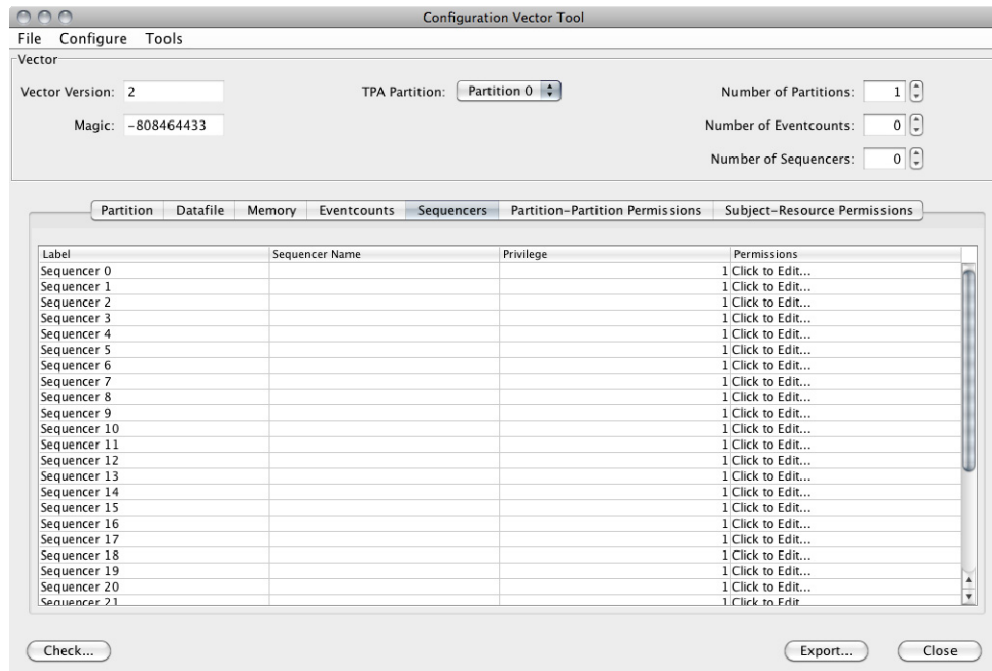 Configuration Vector Tool
File Configure Tools
Vector
Vector Version: 2 TPA Partition: Partition 0 Number of Partitions: 1
Magic: -808464433 Number of Eventcounts: 0
Number of Sequencers: 0
Partition Datafile Memory Eventcounts Sequencers Partition-Partition Permissions Subject-Resource Permissions
Label Sequencer Name Privilege Permissions
Sequencer 0 1 Click to Edit...
Sequencer 1 1 Click to Edit...
Sequencer 2 1 Click to Edit...
Sequencer 3 1 Click to Edit...
Sequencer 4 1 Click to Edit...
Sequencer 5 1 Click to Edit...
Sequencer 6 1 Click to Edit...
Sequencer 7 1 Click to Edit...
Sequencer 8 1 Click to Edit...
Sequencer 9 1 Click to Edit...
Sequencer 10 1 Click to Edit...
Sequencer 11 1 Click to Edit...
Sequencer 12 1 Click to Edit...
Sequencer 13 1 Click to Edit...
Sequencer 14 1 Click to Edit...
Sequencer 15 1 Click to Edit...
Sequencer 16 1 Click to Edit...
Sequencer 17 1 Click to Edit...
Sequencer 18 1 Click to Edit...
Sequencer 19 1 Click to Edit...
Sequencer 20 1 Click to Edit...
Sequencer 21 1 Click to Edit...
Check... Export... Close